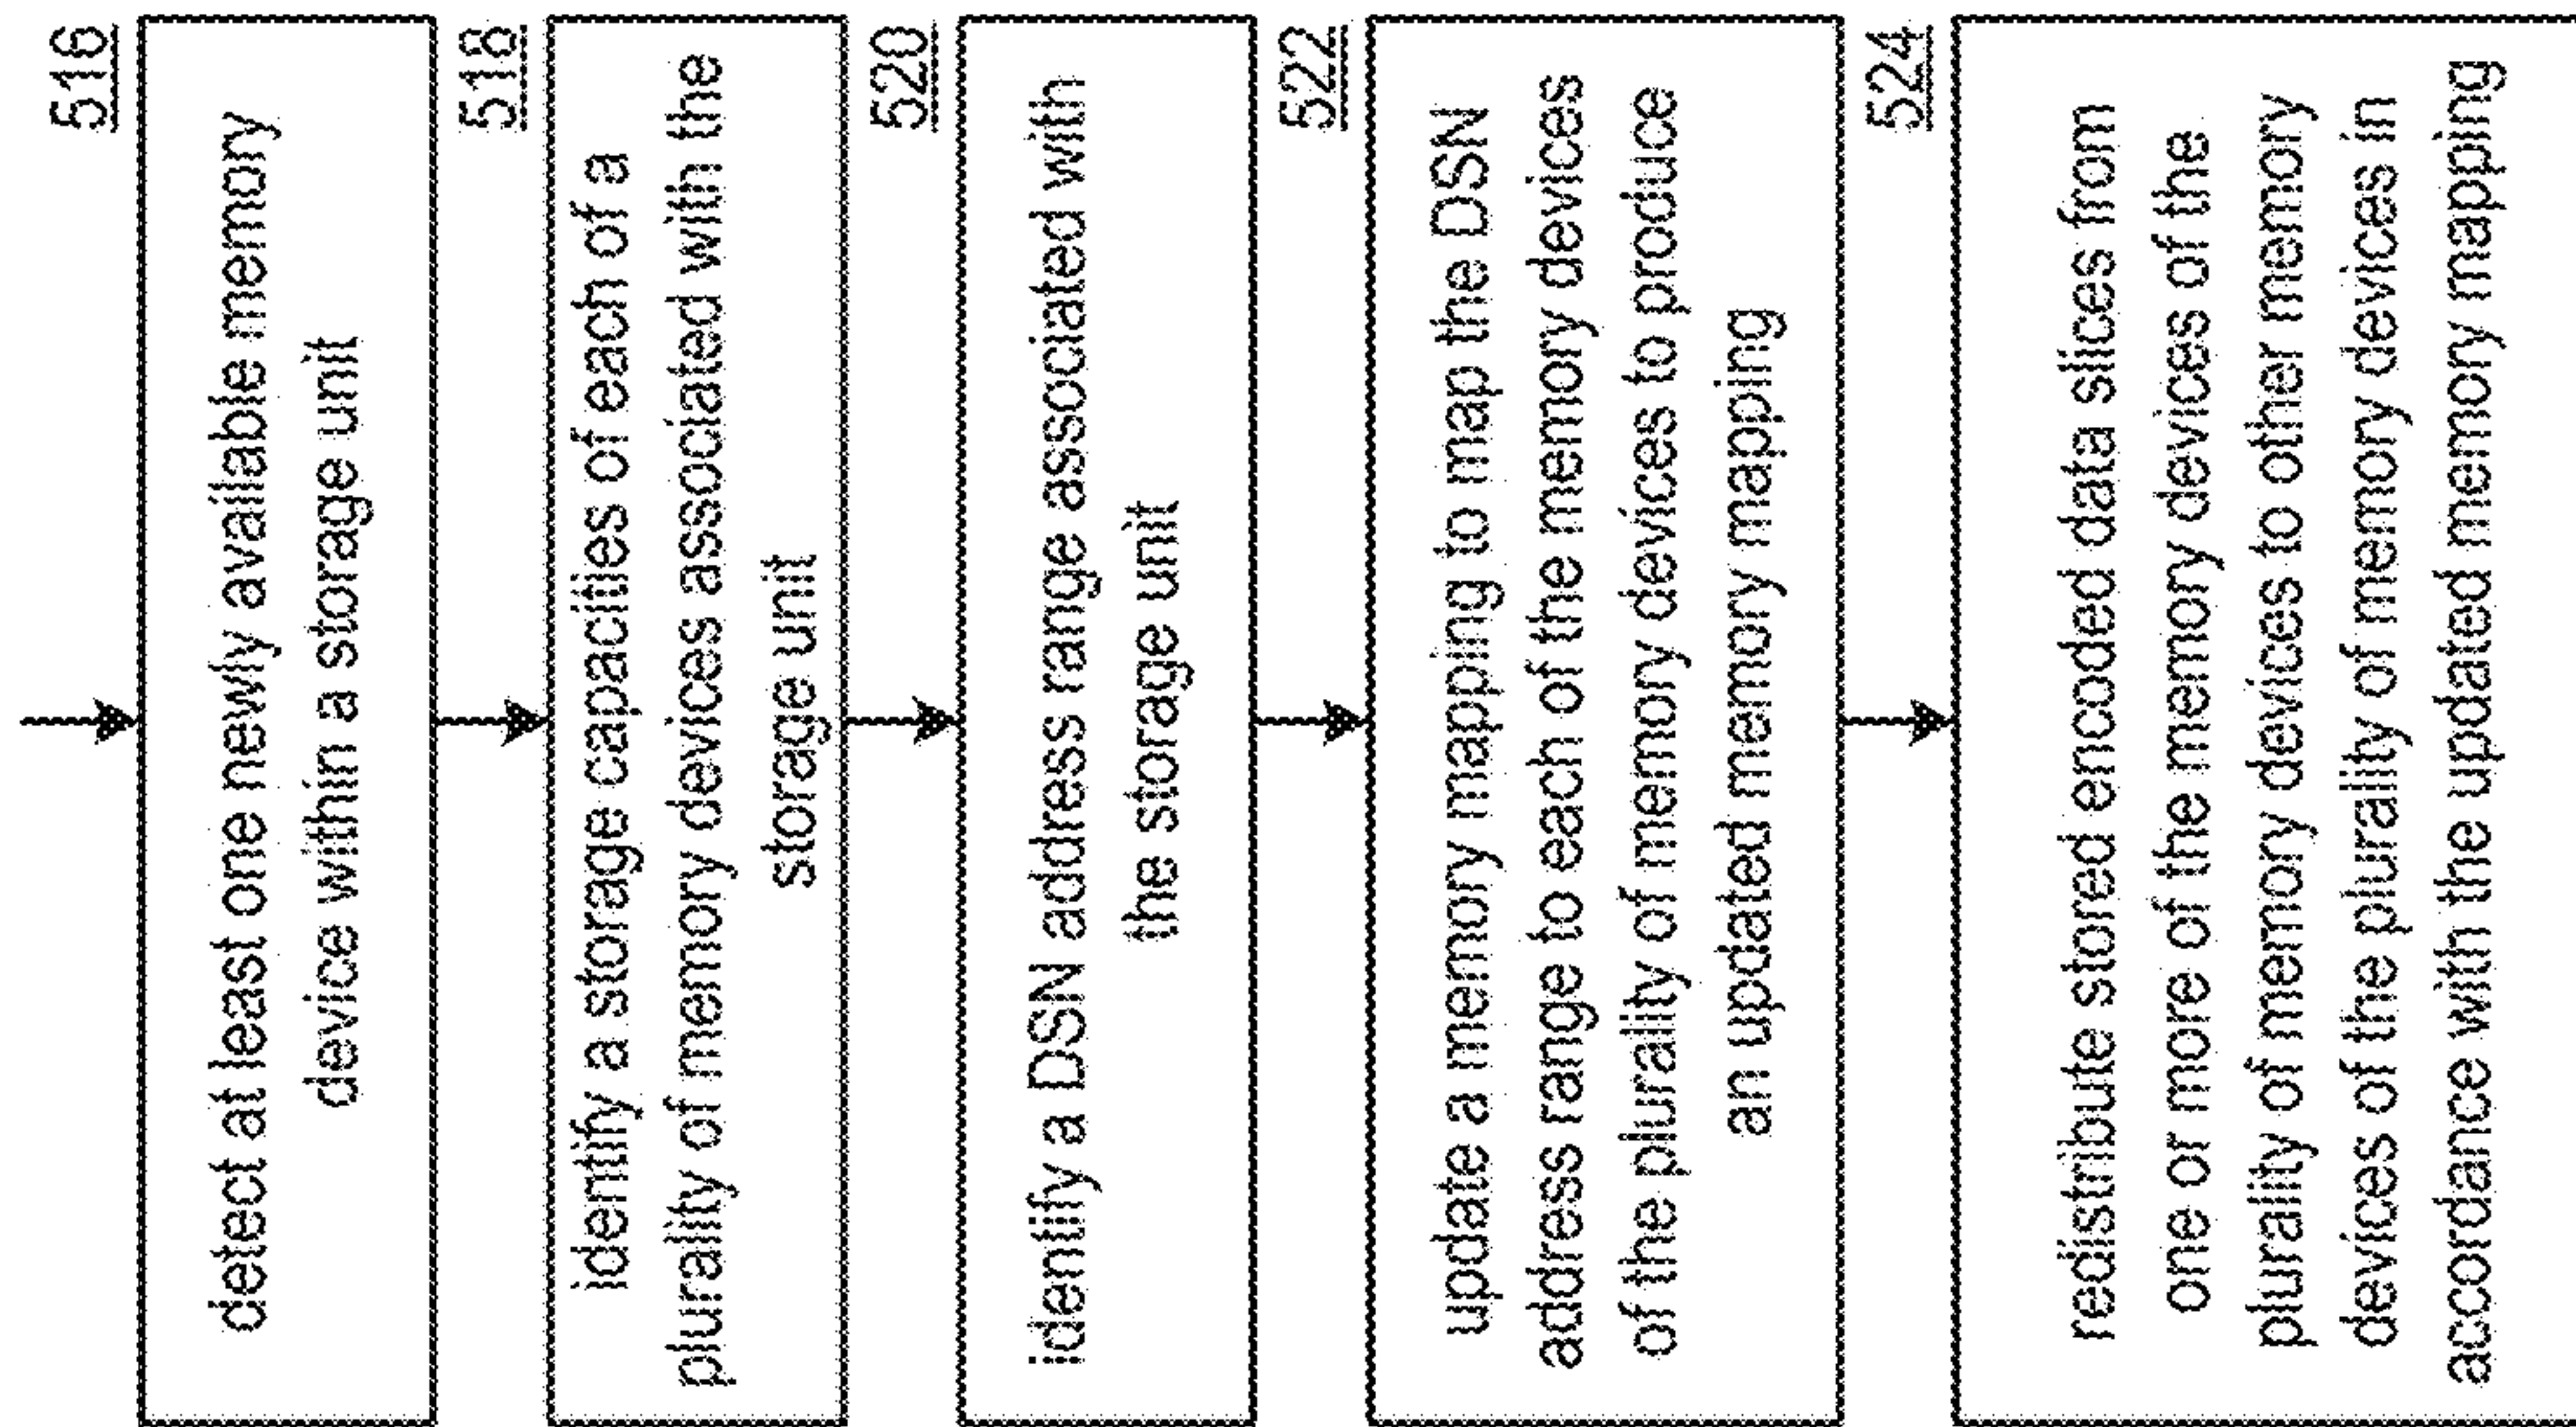 516
detect at least one newly available memory
device within a storage unit
518
identify a storage capacities of each of a
plurality of memory devices associated with the
storage unit
520
identify a DSN address range associated with
the storage unit
522
update a memory mapping to map the DSN
address range to each of the memory devices
of the plurality of memory devices to produce
an updated memory mapping
524
redistribute stored encoded data slices from
one or more of the memory devices of the
plurality of memory devices to other memory
devices of the plurality of memory devices in
accordance with the updated memory mapping